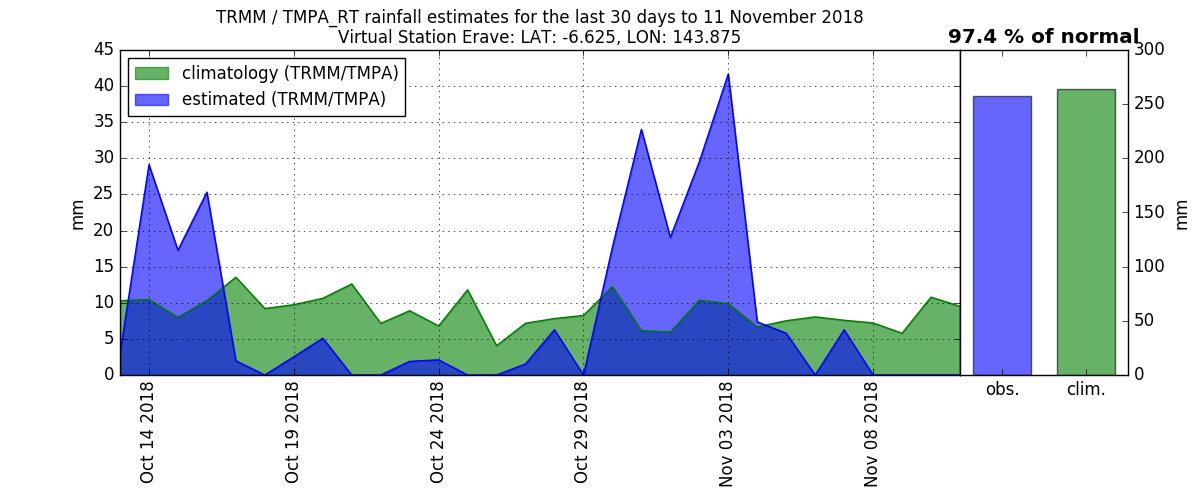 TRMM / TMPA_RT rainfall estimates for the last 30 days to 11 November 2018
Virtual Station Erave: LAT: -6.625, LON: 143.875
97.4 % of normal
climatology (TRMM/TMPA)
estimated (TRMM/TMPA)
45
40
35
30
25
20
15
10
5
0
mm
Oct 14 2018
Oct 19 2018
Oct 24 2018
Oct 29 2018
Nov 03 2018
Nov 08 2018
300
250
200
150
100
50
0
mm
obs.
clim.